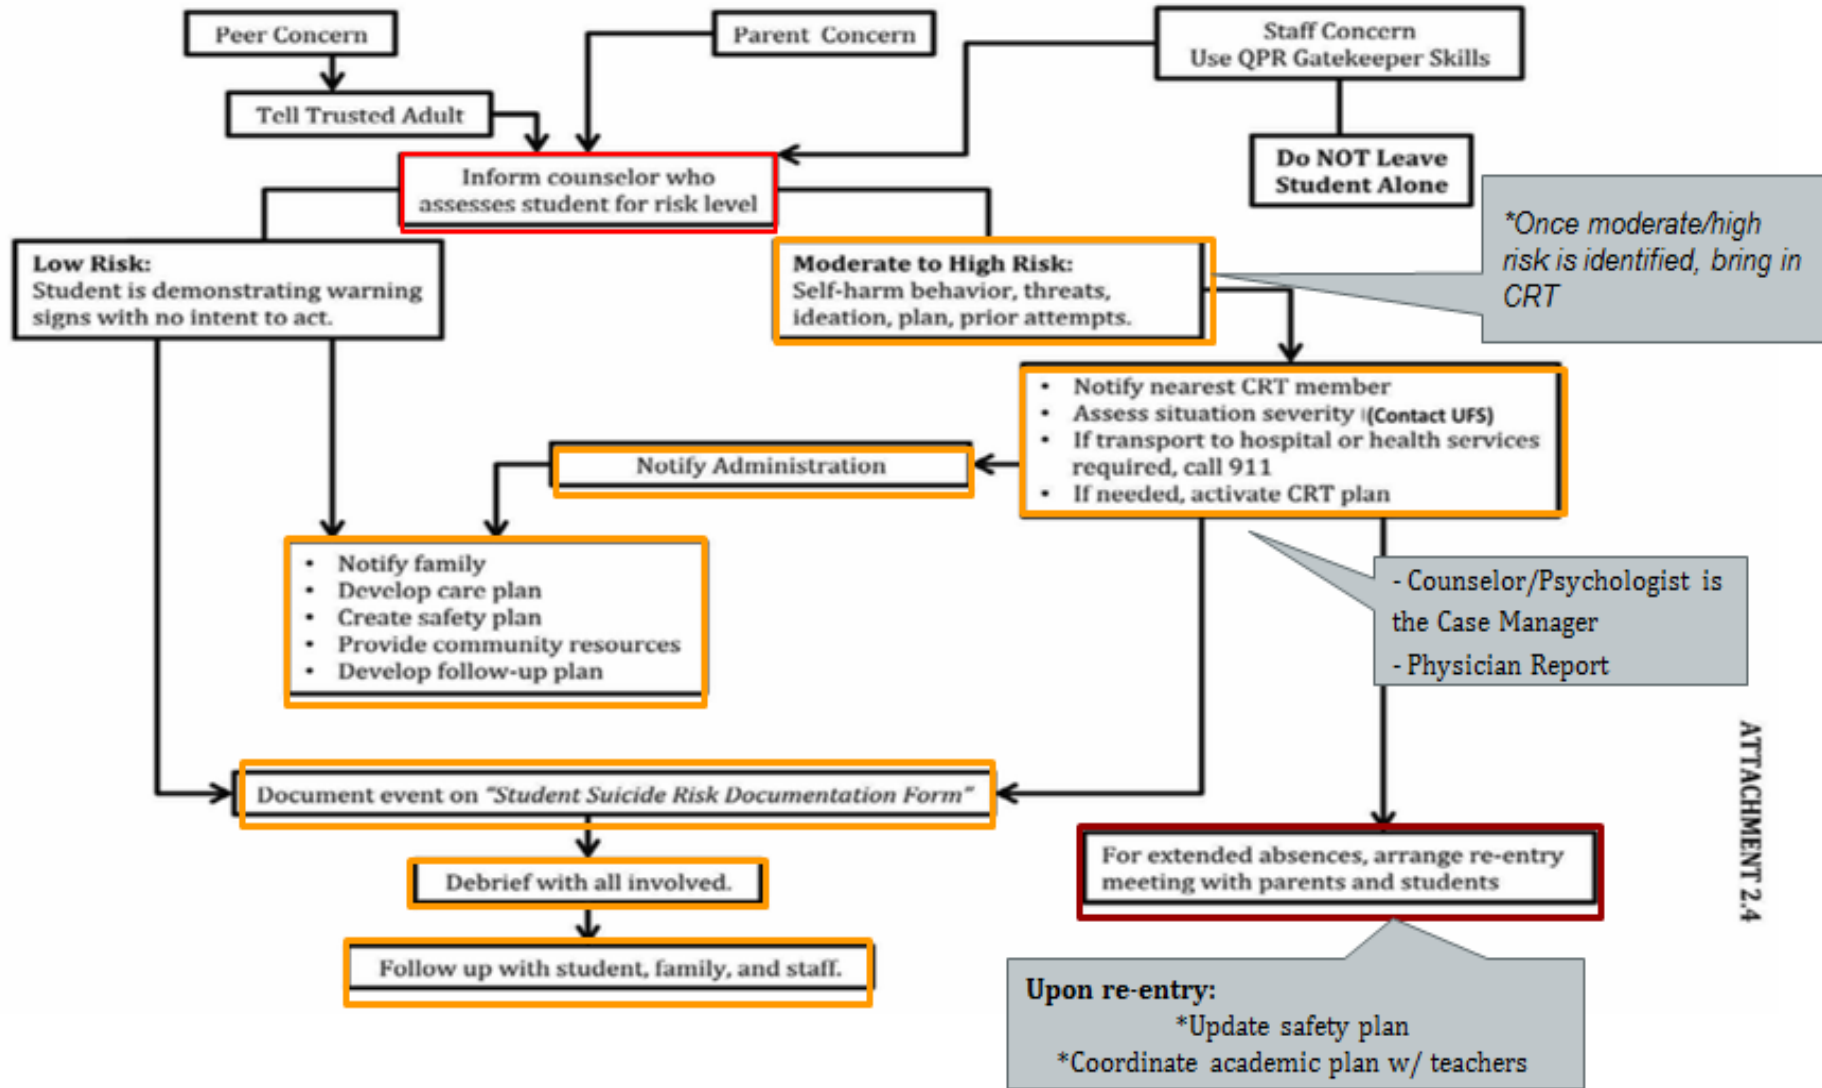 Peer Concern
Parent Concern
Staff Concern
Use QPR Gatekeeper Skills
Tell Trusted Adult
Do NOT Leave
Student Alone
Inform counselor who
assesses student for risk level
*Once moderate/high
risk is identified, bring in
CRT
Low Risk:
Student is demonstrating warning
signs with no intent to act.
Moderate to High Risk:
Self-harm behavior, threats,
ideation, plan, prior attempts.
• Notify nearest CRT member
• Assess situation severity (Contact UFS)
• If transport to hospital or health services
required, call 911
• If needed, activate CRT plan
Notify Administration
• Notify family
• Develop care plan
• Create safety plan
• Provide community resources
• Develop follow-up plan
- Counselor/Psychologist is
the Case Manager
- Physician Report
Document event on "Student Suicide Risk Documentation Form"
Debrief with all involved.
Follow up with student, family, and staff.
For extended absences, arrange re-entry
meeting with parents and students
Upon re-entry:
*Update safety plan
*Coordinate academic plan w/ teachers
ATTACHMENT 2.4